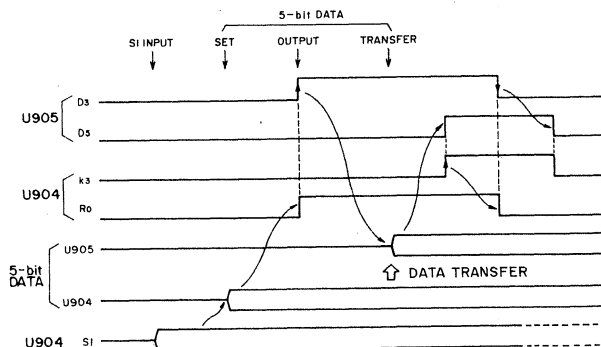 5-bit DATA
SI INPUT SET OUTPUT TRANSFER
D3
U905
D5
K3
U904
R0
U905
5-bit DATA
DATA TRANSFER
U904
U904 SI